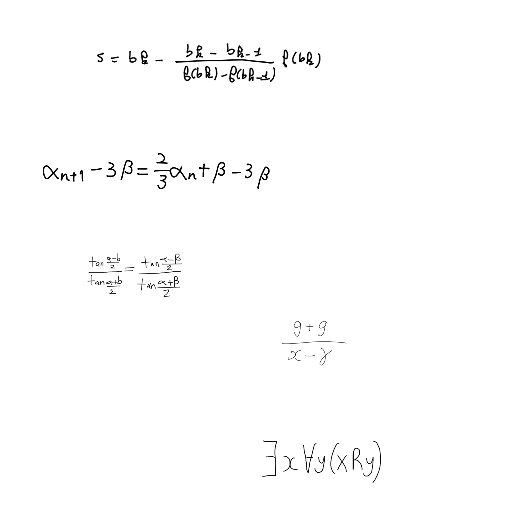 s = b_k - \frac{b_k - b_{k-1}}{f(b_k) - f(b_{k-1})} f(b_k)
\alpha_{n+1} - 3\beta = \frac{2}{3}\alpha_n + \beta - 3\beta
\frac{\tan\frac{a-b}{2}}{\tan\frac{a+b}{2}} = \frac{\tan\frac{\alpha-\beta}{2}}{\tan\frac{\alpha+\beta}{2}}
\frac{9+9}{x-y}
\exists x \forall y (xRy)